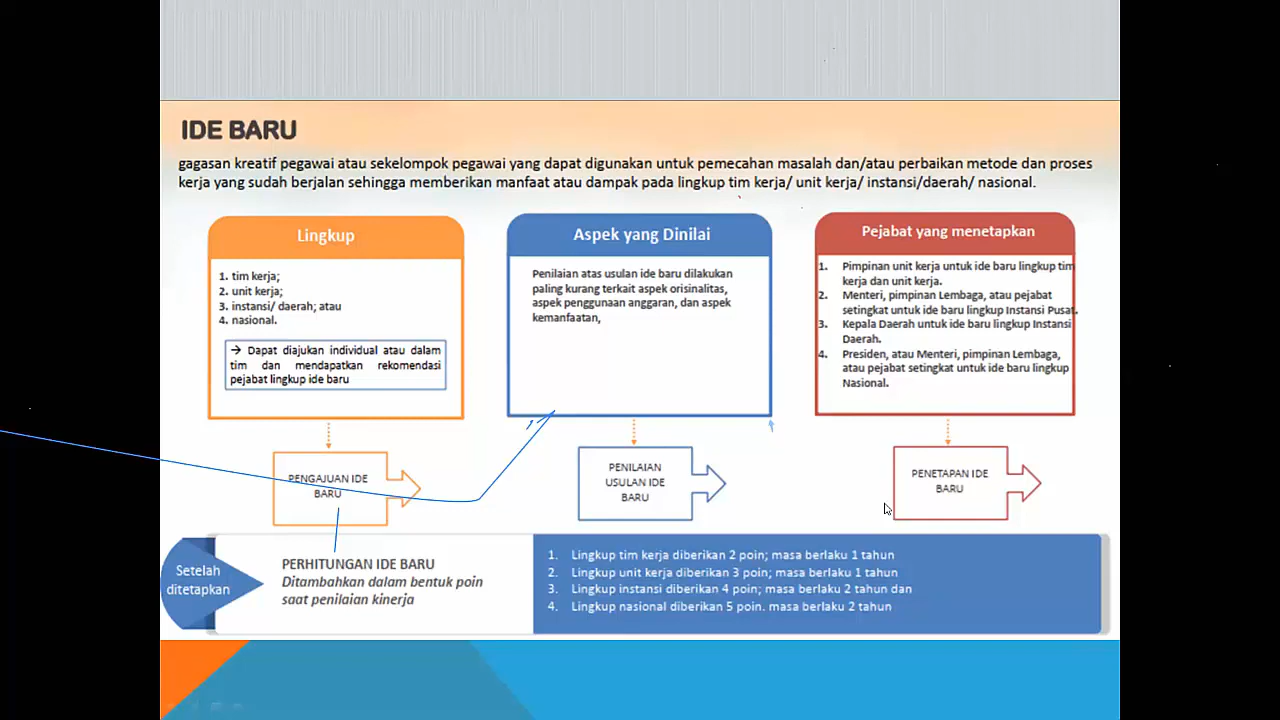 IDE BARU
gagasan kreatif pegawai atau sekelompok pegawai yang dapat digunakan untuk pemecahan masalah dan/atau perbaikan metode dan proses
kerja yang sudah berjalan sehingga memberikan manfaat atau dampak pada lingkup tim kerja/ unit kerja/ instansi/daerah/ nasional.
Lingkup
1. tim kerja;
2. unit kerja;
3. instansi/ daerah; atau
4. nasional.
→ Dapat diajukan individual atau dalam
tim dan mendapatkan rekomendasi
pejabat lingkup ide baru
Aspek yang Dinilai
Penilaian atas usulan ide baru dilakukan
paling kurang terkait aspek orisinalitas,
aspek penggunaan anggaran, dan aspek
kemanfaatan,
Pejabat yang menetapkan
1. Pimpinan unit kerja untuk ide baru lingkup tim
kerja dan unit kerja.
2. Menteri, pimpinan Lembaga, atau pejabat
setingkat untuk ide baru lingkup Instansi Pusat.
3. Kepala Daerah untuk ide baru lingkup Instansi
Daerah.
4. Presiden, atau Menteri, pimpinan Lembaga,
atau pejabat setingkat untuk ide baru lingkup
Nasional.
PENGAJUAN IDE
BARU
PENILAIAN
USULAN IDE
BARU
PENETAPAN IDE
BARU
Setelah
ditetapkan
PERHITUNGAN IDE BARU
Ditambahkan dalam bentuk poin
saat penilaian kinerja
1. Lingkup tim kerja diberikan 2 poin; masa berlaku 1 tahun
2. Lingkup unit kerja diberikan 3 poin; masa berlaku 1 tahun
3. Lingkup instansi diberikan 4 poin; masa berlaku 2 tahun dan
4. Lingkup nasional diberikan 5 poin. masa berlaku 2 tahun